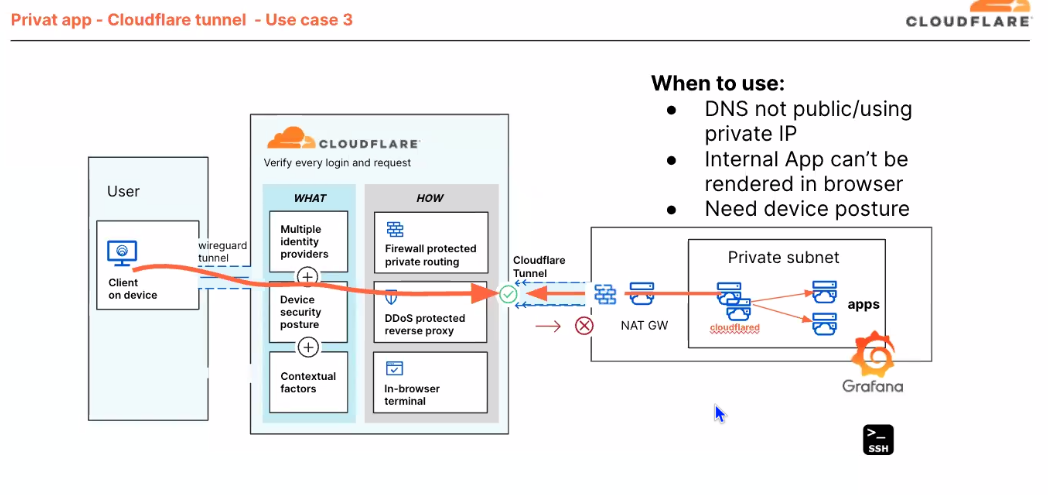 Privat app - Cloudflare tunnel - Use case 3
CLOUDFLARE
When to use:
● DNS not public/using
private IP
● Internal App can't be
rendered in browser
● Need device posture
User
Client
on device
wireguard
tunnel
CLOUDFLARE
Verify every login and request
WHAT
Multiple
identity
providers
Device
security
posture
Contextual
factors
HOW
Firewall protected
private routing
DDoS protected
reverse proxy
In-browser
terminal
Cloudflare
Tunnel
NAT GW
Private subnet
cloudflared
apps
Grafana
>_
SSH